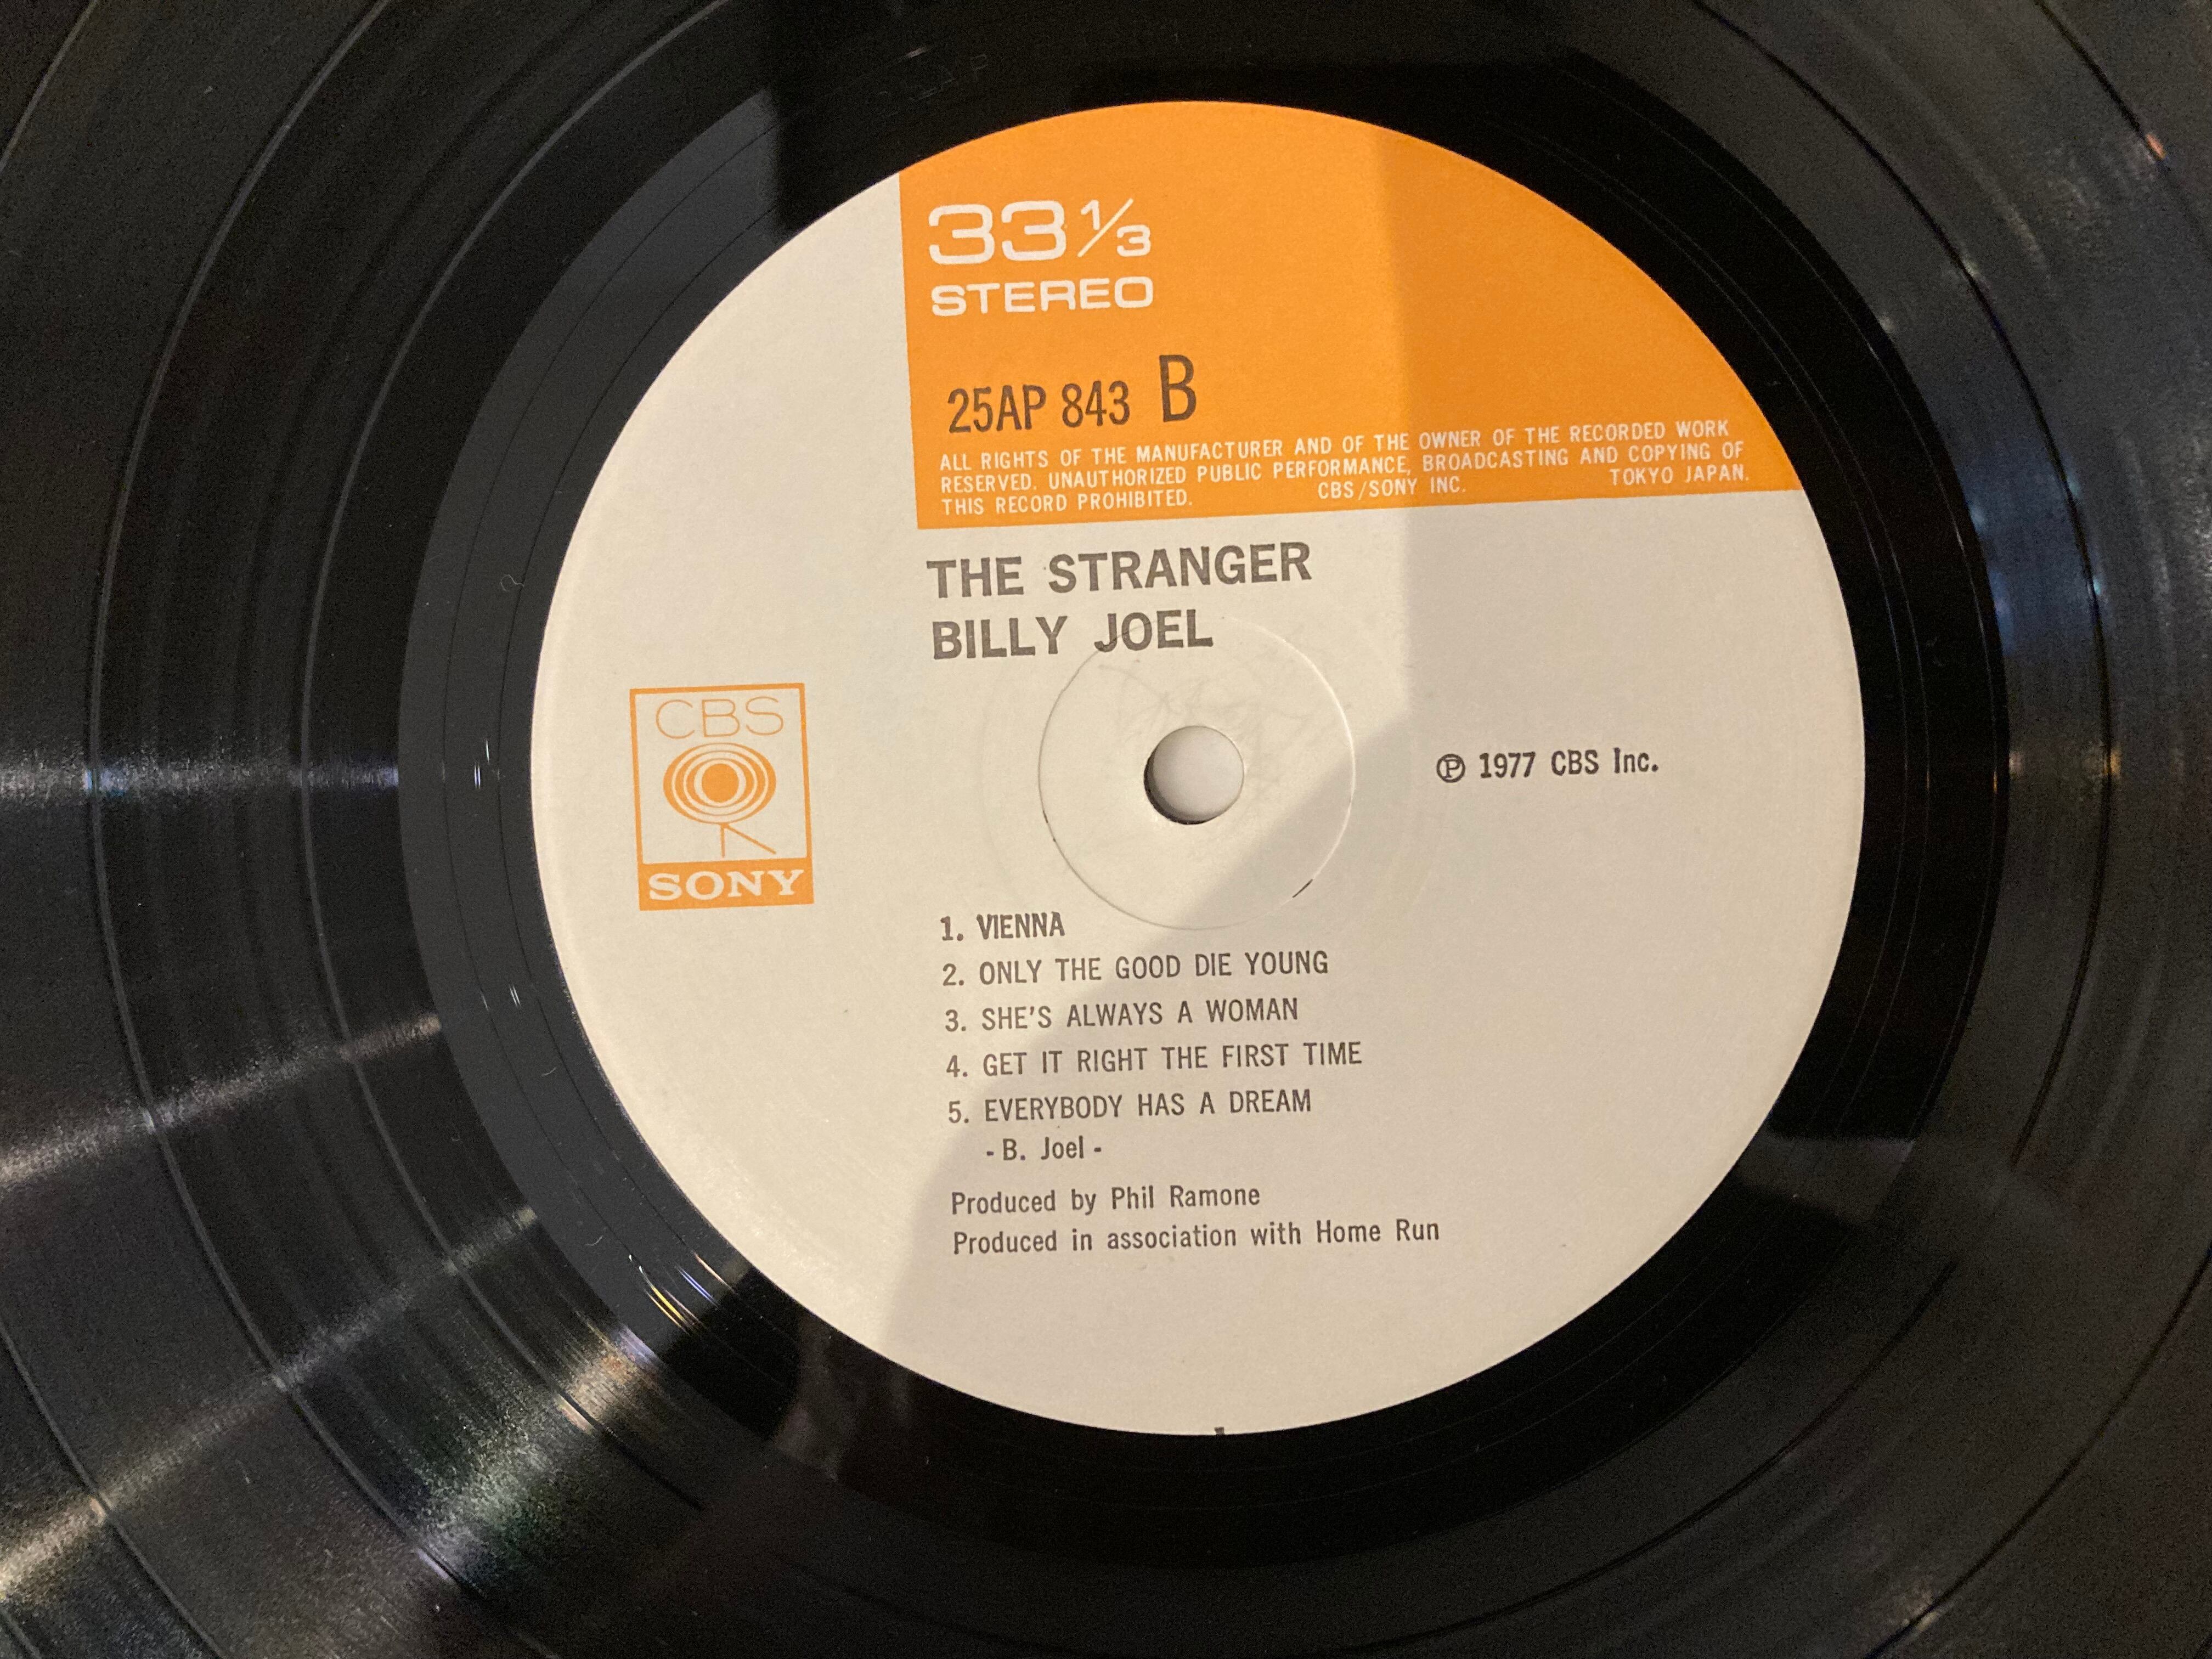 33 1/3
STEREO
25AP 843 B
ALL RIGHTS OF THE MANUFACTURER AND OF THE OWNER OF THE RECORDED WORK
RESERVED. UNAUTHORIZED PUBLIC PERFORMANCE, BROADCASTING AND COPYING OF
THIS RECORD PROHIBITED. CBS/SONY INC. TOKYO JAPAN.
THE STRANGER
BILLY JOEL
CBS
SONY
℗ 1977 CBS Inc.
1. VIENNA
2. ONLY THE GOOD DIE YOUNG
3. SHE'S ALWAYS A WOMAN
4. GET IT RIGHT THE FIRST TIME
5. EVERYBODY HAS A DREAM
- B. Joel -
Produced by Phil Ramone
Produced in association with Home Run